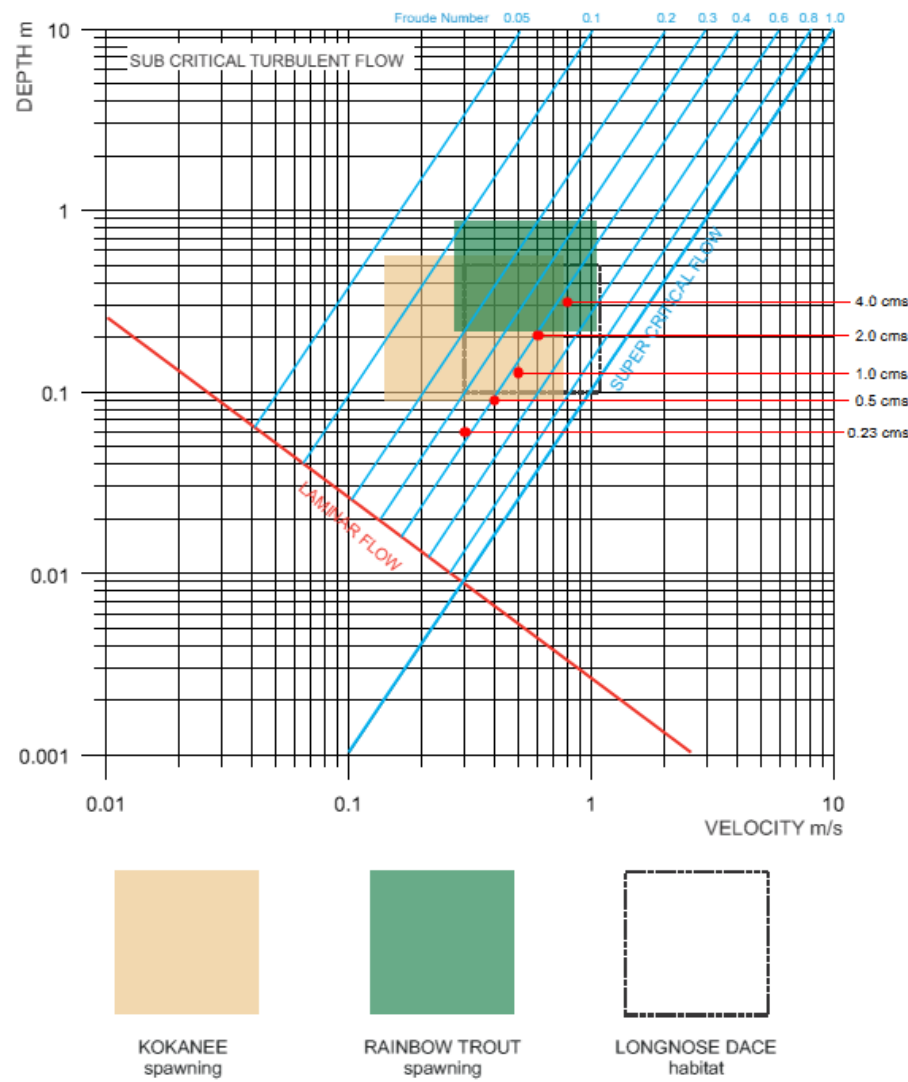 Froude Number 0.05 0.1 0.2 0.3 0.4 0.6 0.8 1.0
DEPTH m
10
SUB CRITICAL TURBULENT FLOW
1
SUPER CRITICAL FLOW
4.0 cms
2.0 cms
1.0 cms
0.1
0.5 cms
0.23 cms
LAMINAR FLOW
0.01
0.001
0.01 0.1 1 10
VELOCITY m/s
KOKANEE
spawning
RAINBOW TROUT
spawning
LONGNOSE DACE
habitat